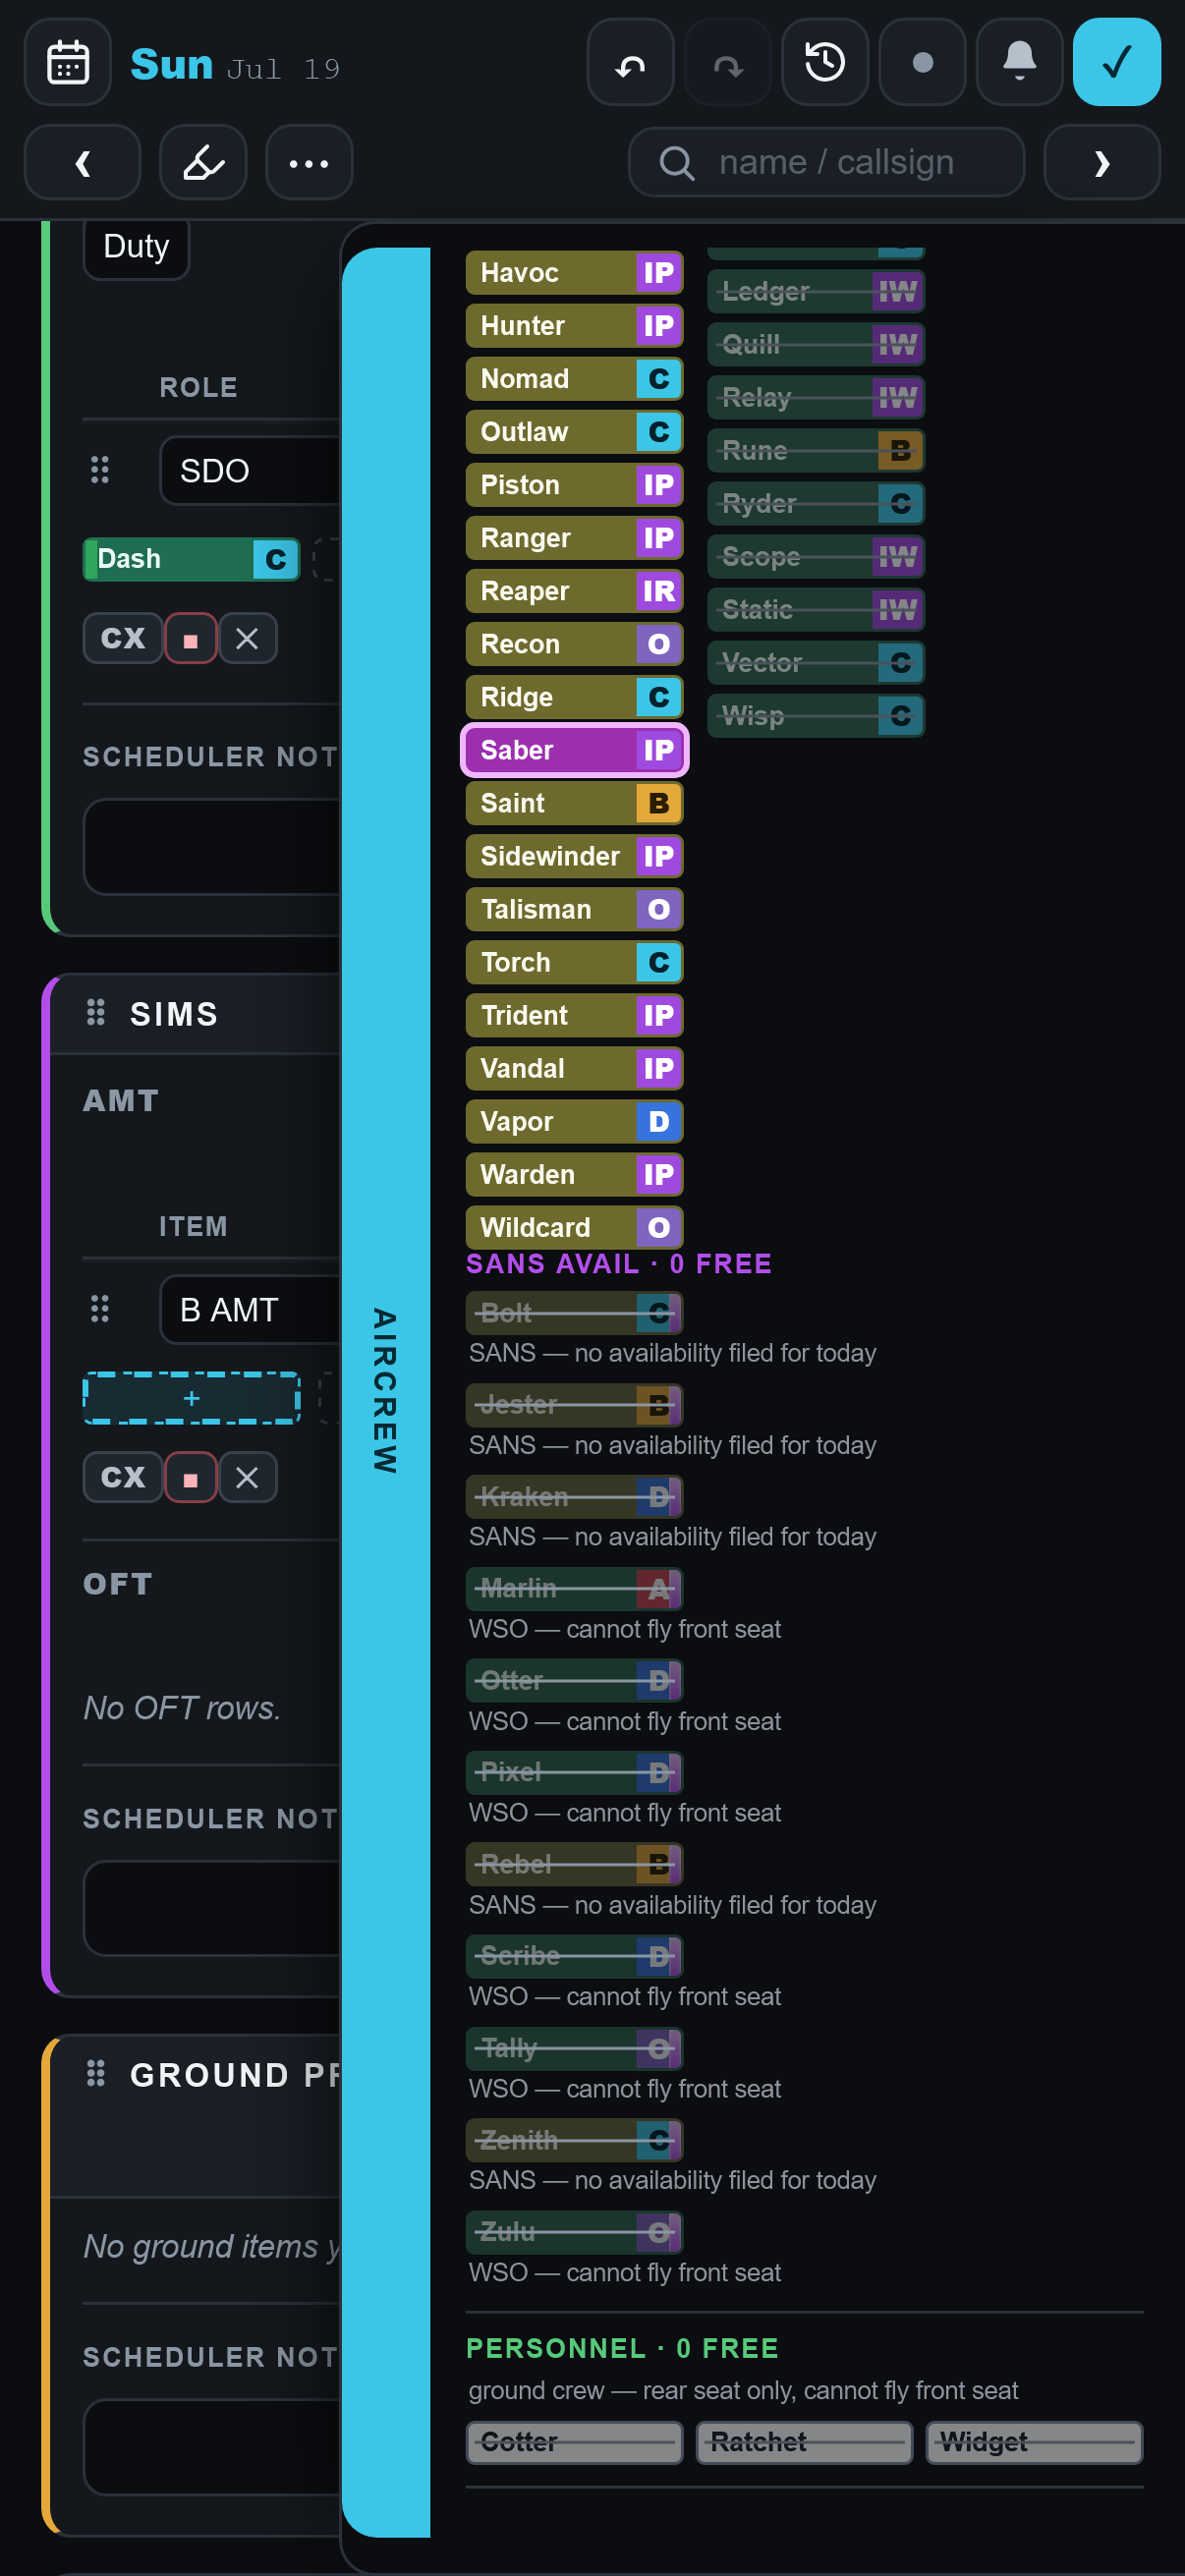 Sun Jul 19
name / callsign
Duty
ROLE
SDO
Dash C
CX
SCHEDULER NOT
SIMS
AMT
ITEM
B AMT
+
CX
OFT
No OFT rows.
SCHEDULER NOT
GROUND PR
No ground items y
SCHEDULER NOT
AIRCREW
Havoc IP
Hunter IP
Nomad C
Outlaw C
Piston IP
Ranger IP
Reaper IR
Recon O
Ridge C
Saber IP
Saint B
Sidewinder IP
Talisman O
Torch C
Trident IP
Vandal IP
Vapor D
Warden IP
Wildcard O
Ledger IW
Quill IW
Relay IW
Rune B
Ryder C
Scope IW
Static IW
Vector C
Wisp C
SANS AVAIL · 0 FREE
Bolt C
SANS — no availability filed for today
Jester B
SANS — no availability filed for today
Kraken D
SANS — no availability filed for today
Marlin A
WSO — cannot fly front seat
Otter D
WSO — cannot fly front seat
Pixel D
WSO — cannot fly front seat
Rebel B
SANS — no availability filed for today
Scribe D
WSO — cannot fly front seat
Tally O
WSO — cannot fly front seat
Zenith C
SANS — no availability filed for today
Zulu O
WSO — cannot fly front seat
PERSONNEL · 0 FREE
ground crew — rear seat only, cannot fly front seat
Cotter Ratchet Widget